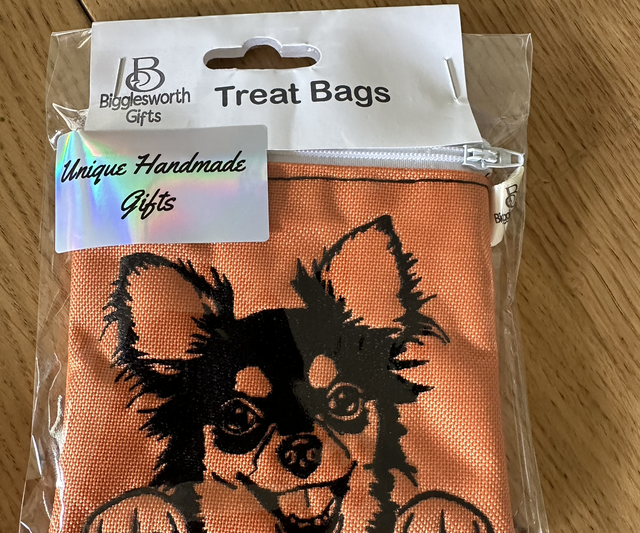 B
Bigglesworth
Gifts
Treat Bags
Unique Handmade
Gifts
B